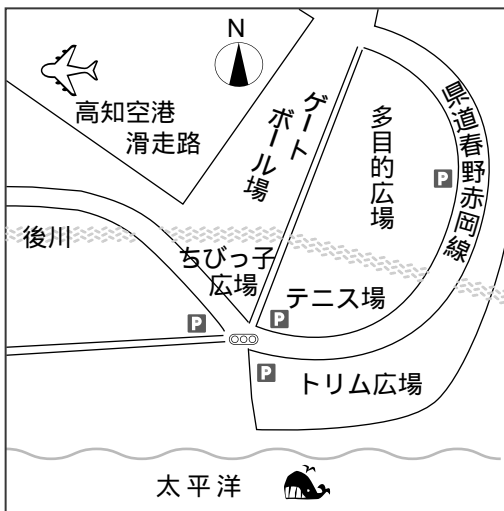 N
高知空港
滑走路
ゲート
ボール場
多目的広場
県道春野赤岡線
P
後川
ちびっ子
広場
テニス場
P
P
P
トリム広場
太平洋